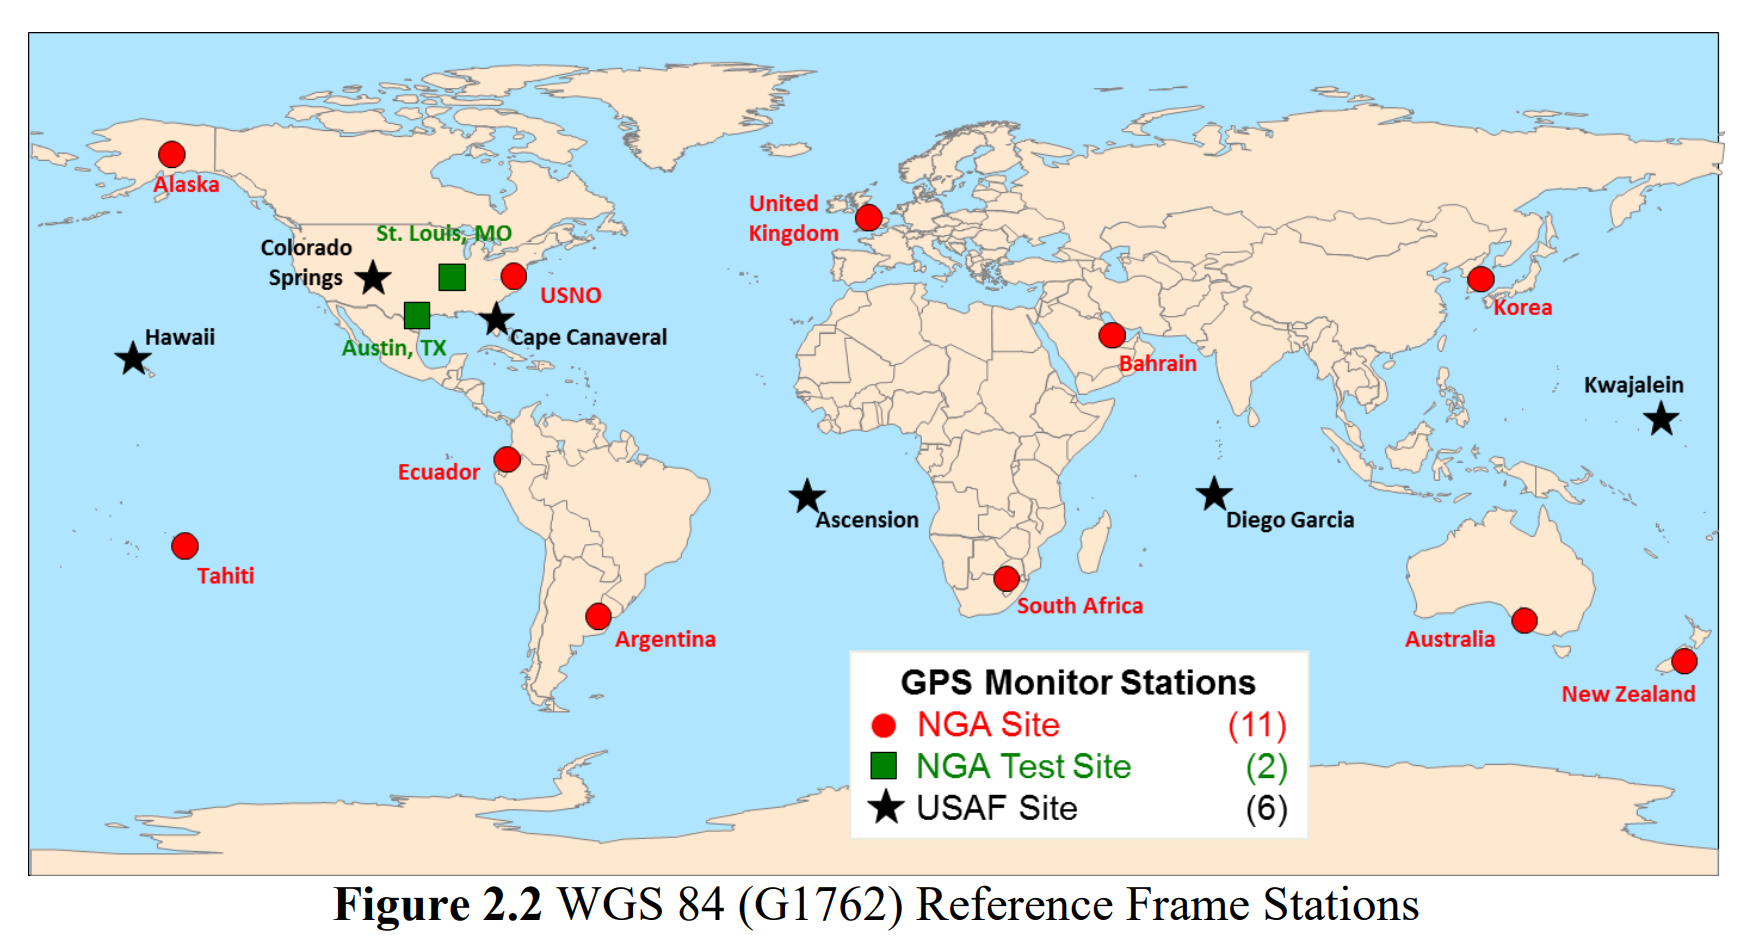 Alaska
United
Kingdom
St. Louis, MO
Colorado
Springs
USNO
Korea
Hawaii
Cape Canaveral
Austin, TX
Bahrain
Kwajalein
Ecuador
Ascension
Diego Garcia
Tahiti
South Africa
Argentina
Australia
New Zealand
GPS Monitor Stations
NGA Site (11)
NGA Test Site (2)
USAF Site (6)
Figure 2.2 WGS 84 (G1762) Reference Frame Stations